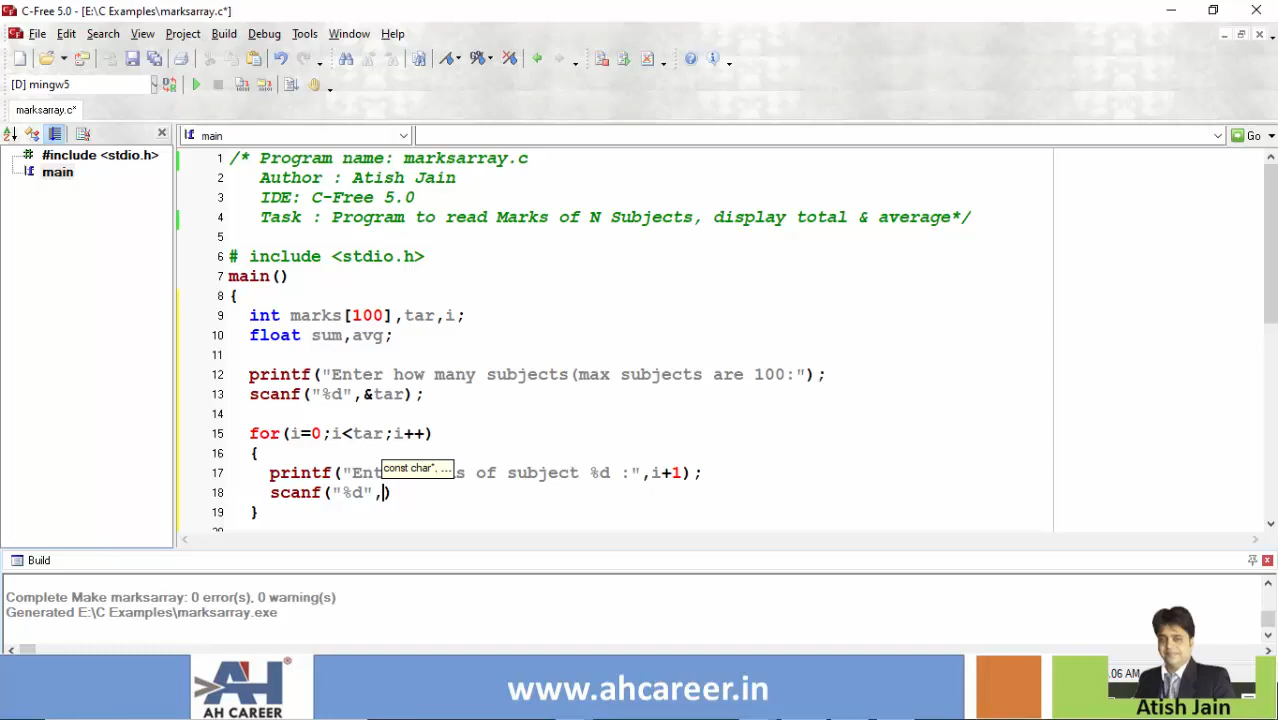 C-Free 5.0 - [E:\C Examples\marksarray.c*]
File Edit Search View Project Build Debug Tools Window Help
[D] mingw5
marksarray.c*
main
#include <stdio.h>
main
1 /* Program name: marksarray.c
2 Author : Atish Jain
3 IDE: C-Free 5.0
4 Task : Program to read Marks of N Subjects, display total & average*/
5
6 # include <stdio.h>
7 main()
8 {
9 int marks[100],tar,i;
10 float sum,avg;
11
12 printf("Enter how many subjects(max subjects are 100:");
13 scanf("%d",&tar);
14
15 for(i=0;i<tar;i++)
16 {
const char*, ...
17 printf("Ent s of subject %d :",i+1);
18 scanf("%d",)
19 }
Go
Build
Complete Make marksarray: 0 error(s), 0 warning(s)
Generated E:\C Examples\marksarray.exe
AH
AH CAREER
www.ahcareer.in
.06 AM
Atish Jain